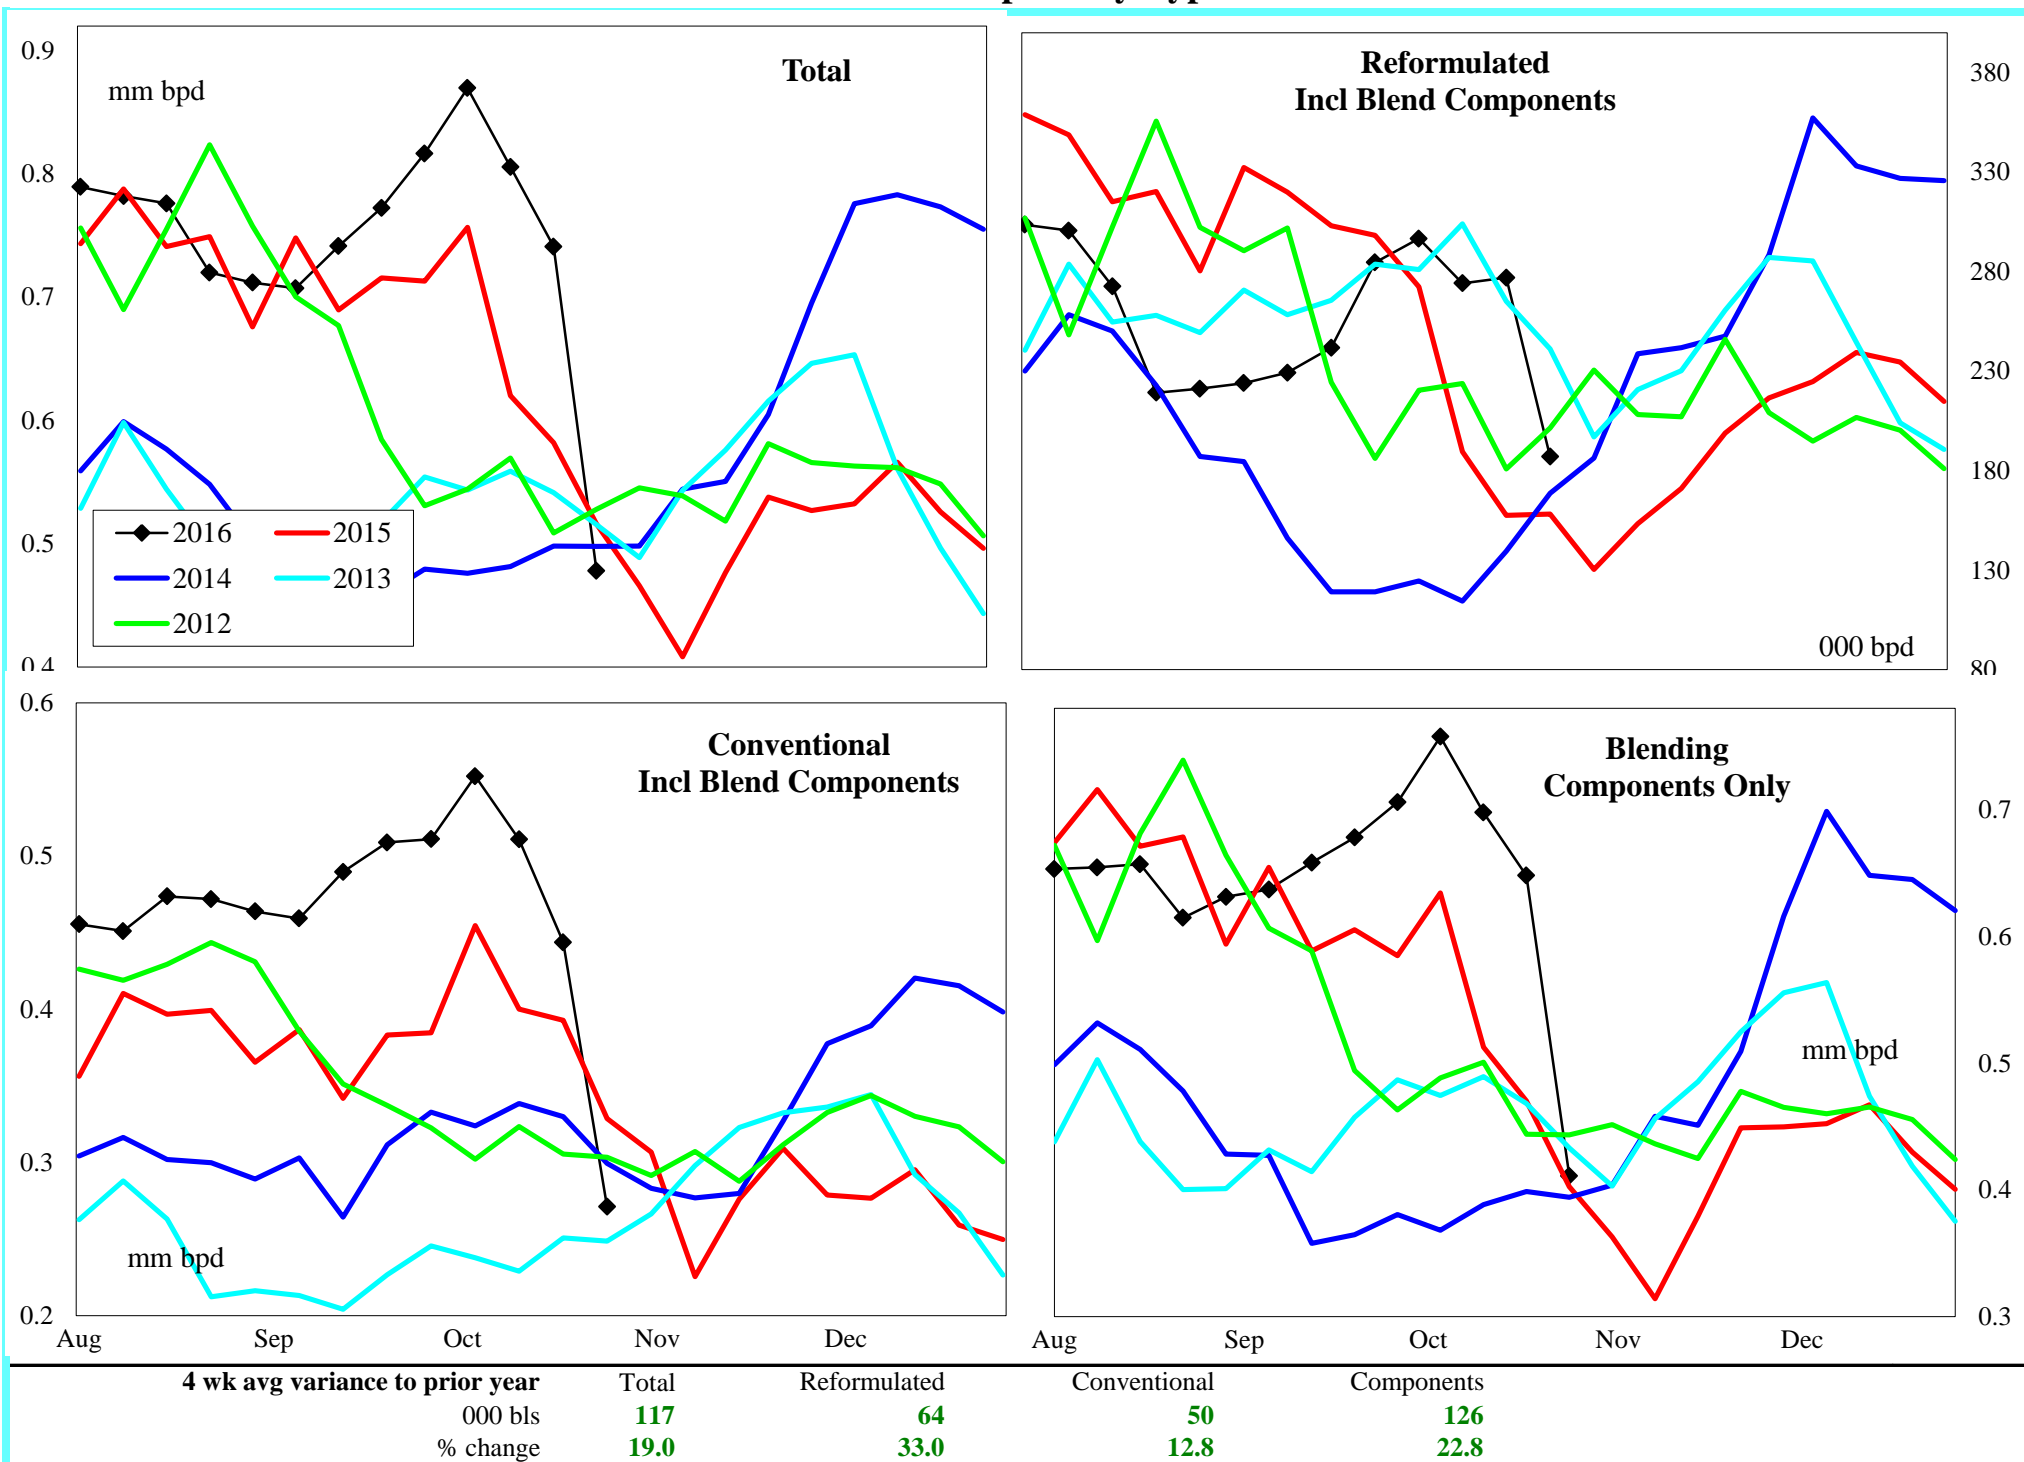 Total
mm bpd
0.9
0.8
0.7
0.6
0.5
2016 2015
2014 2013
2012
Reformulated
Incl Blend Components
380
330
280
230
180
130
80
000 bpd
0.6
0.5
0.4
0.3
0.2
Conventional
Incl Blend Components
mm bpd
Aug Sep Oct Nov Dec
Blending
Components Only
0.7
0.6
0.5
0.4
0.3
mm bpd
Aug Sep Oct Nov Dec
4 wk avg variance to prior year Total Reformulated Conventional Components
000 bls 117 64 50 126
% change 19.0 33.0 12.8 22.8